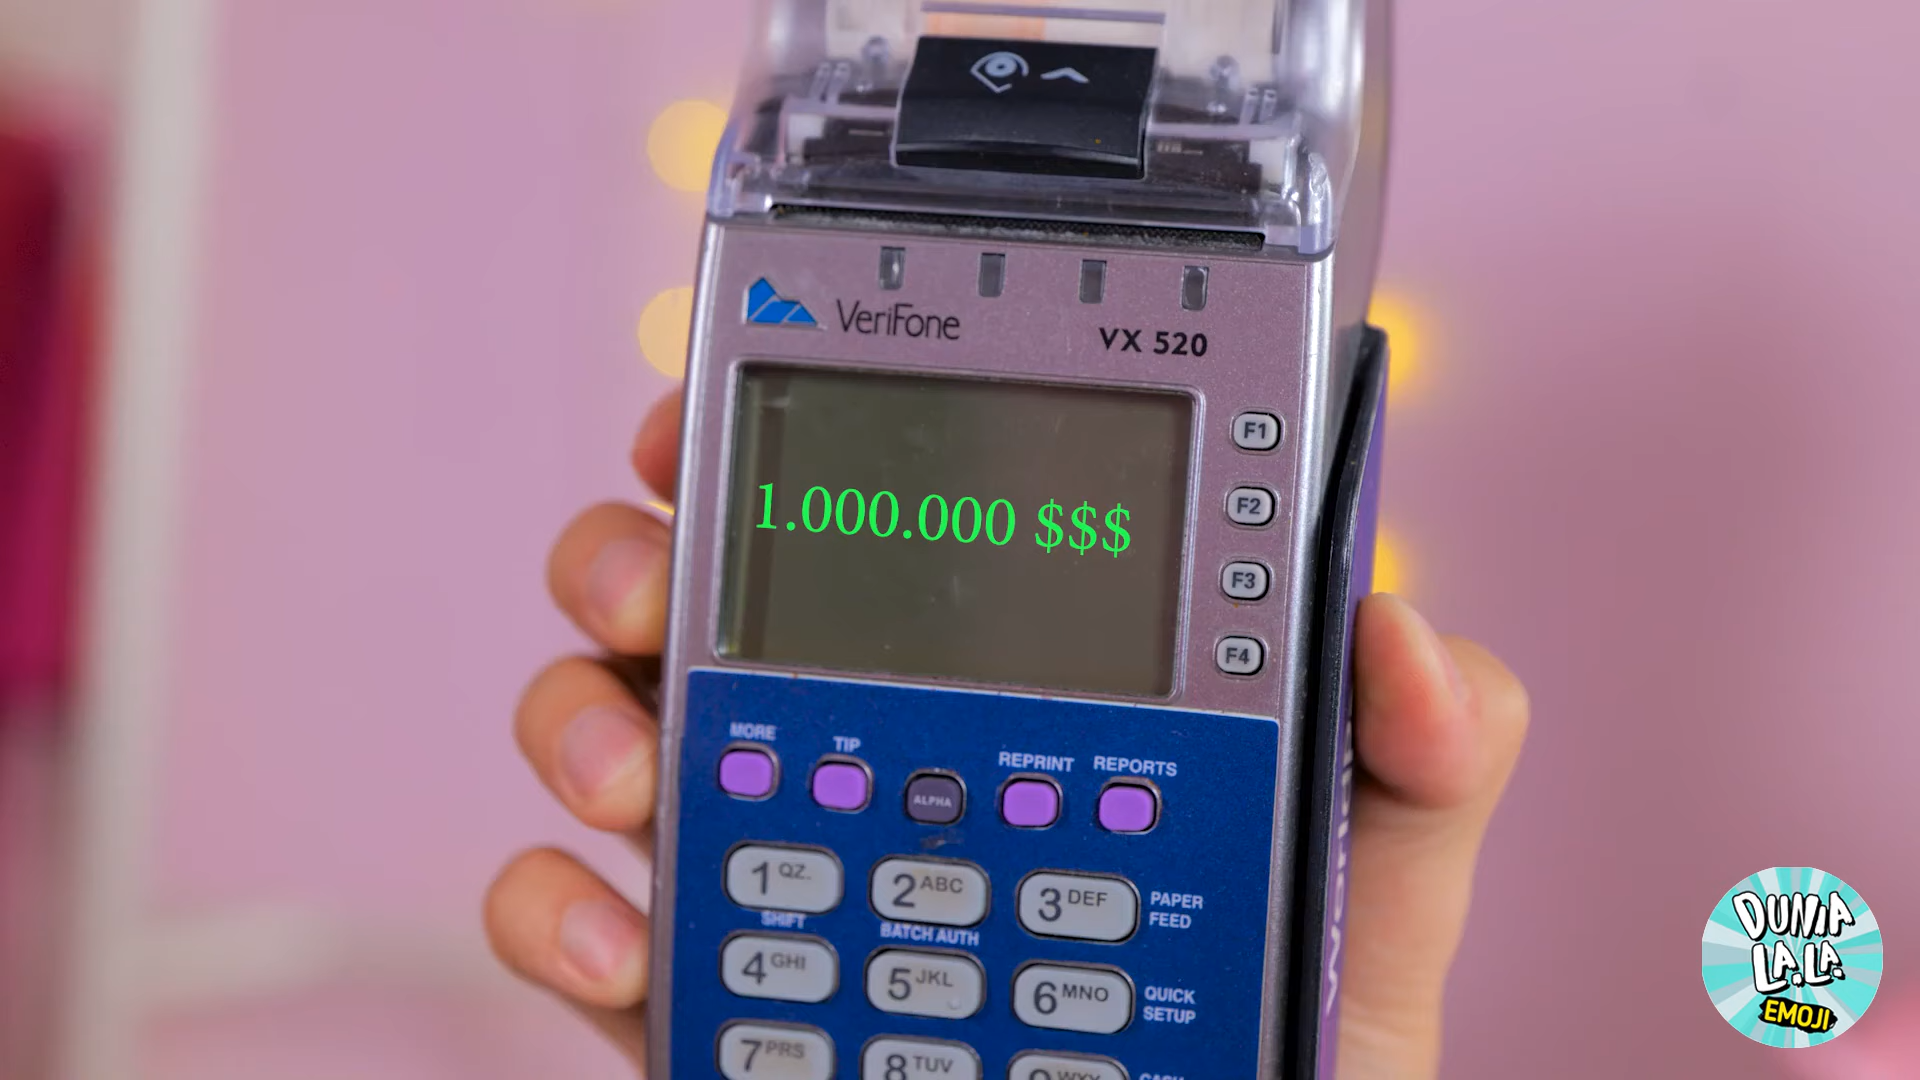 VeriFone
VX 520
1.000.000 $$$
F1
F2
F3
F4
MORE
TIP
ALPHA
REPRINT
REPORTS
1 QZ.
2 ABC
3 DEF
PAPER
FEED
SHIFT
BATCH AUTH
4 GHI
5 JKL
6 MNO
QUICK
SETUP
7 PRS
8 TUV
9 WXY
DUNIA
LA.LA.
EMOJI